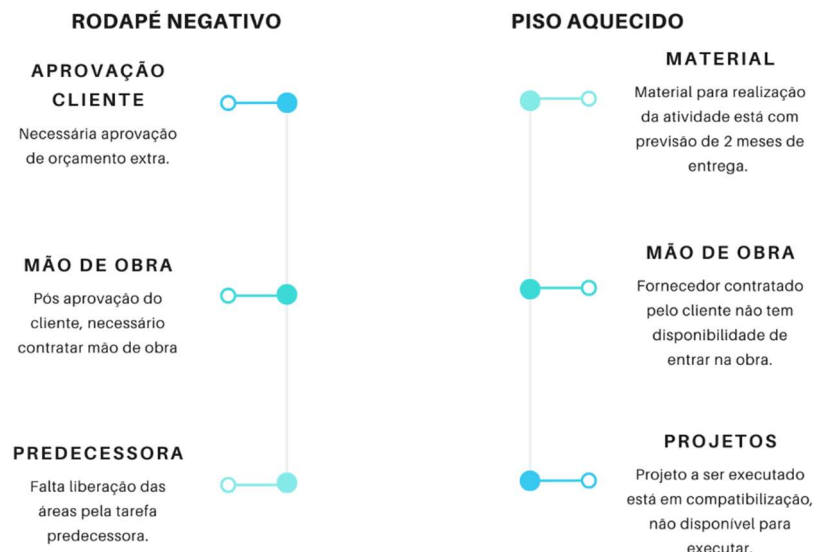 RODAPÉ NEGATIVO
APROVAÇÃO
CLIENTE
Necessária aprovação
de orçamento extra.
MÃO DE OBRA
Pós aprovação do
cliente, necessário
contratar mão de obra
PREDECESSORA
Falta liberação das
áreas pela tarefa
predecessora.
PISO AQUECIDO
MATERIAL
Material para realização
da atividade está com
previsão de 2 meses de
entrega.
MÃO DE OBRA
Fornecedor contratado
pelo cliente não tem
disponibilidade de
entrar na obra.
PROJETOS
Projeto a ser executado
está em compatibilização,
não disponível para
executar.